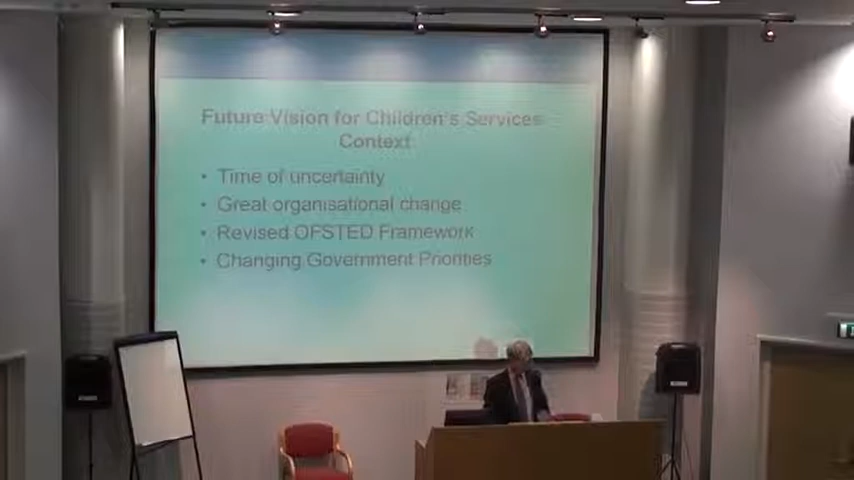 Future Vision for Children's Services
Context
• Time of uncertainty
• Great organisational change
• Revised OFSTED Framework
• Changing Government Priorities